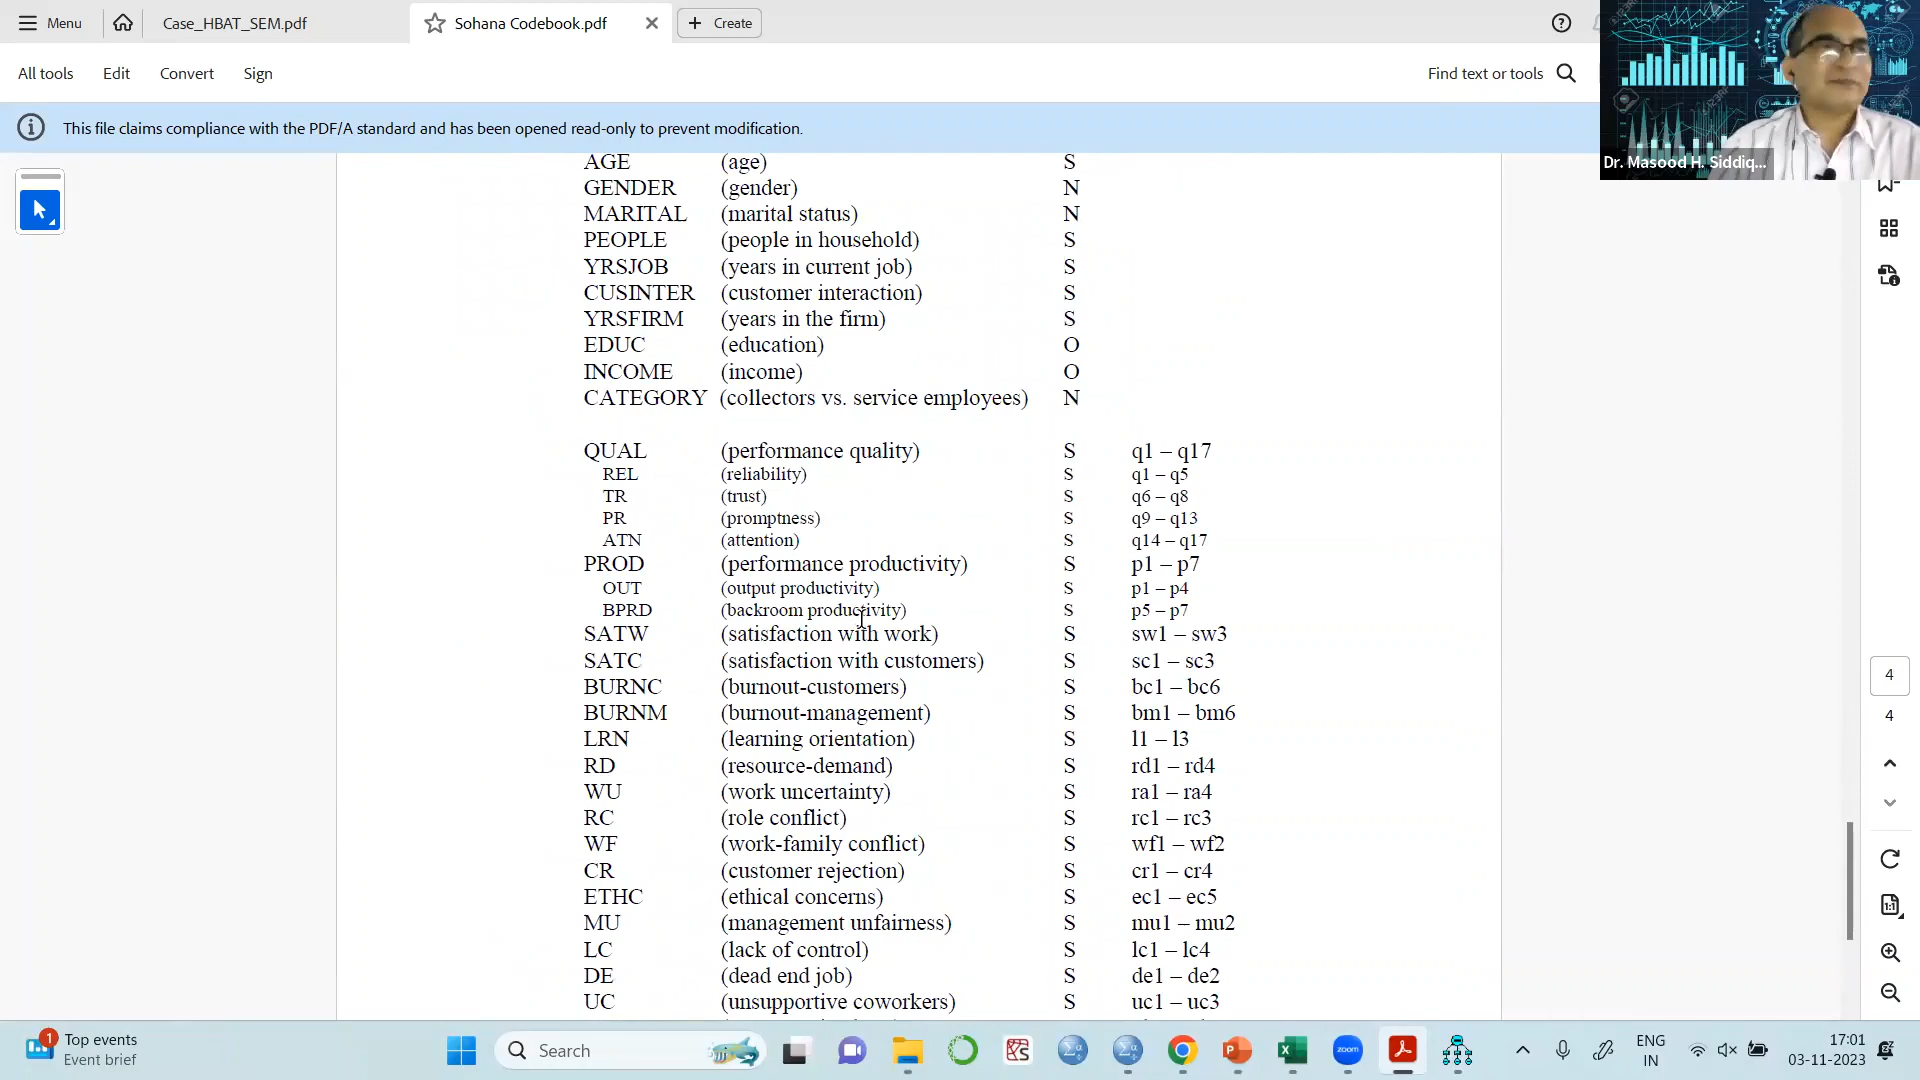 Menu
Case_HBAT_SEM.pdf
Sohana Codebook.pdf
Create
All tools
Edit
Convert
Sign
Find text or tools
This file claims compliance with the PDF/A standard and has been opened read-only to prevent modification.
Dr. Masood H. Siddiq...
AGE (age) S
GENDER (gender) N
MARITAL (marital status) N
PEOPLE (people in household) S
YRSJOB (years in current job) S
CUSINTER (customer interaction) S
YRSFIRM (years in the firm) S
EDUC (education) O
INCOME (income) O
CATEGORY (collectors vs. service employees) N
QUAL (performance quality) S q1 – q17
REL (reliability) S q1 – q5
TR (trust) S q6 – q8
PR (promptness) S q9 – q13
ATN (attention) S q14 – q17
PROD (performance productivity) S p1 – p7
OUT (output productivity) S p1 – p4
BPRD (backroom productivity) S p5 – p7
SATW (satisfaction with work) S sw1 – sw3
SATC (satisfaction with customers) S sc1 – sc3
BURNC (burnout-customers) S bc1 – bc6
BURNM (burnout-management) S bm1 – bm6
LRN (learning orientation) S l1 – l3
RD (resource-demand) S rd1 – rd4
WU (work uncertainty) S ra1 – ra4
RC (role conflict) S rc1 – rc3
WF (work-family conflict) S wf1 – wf2
CR (customer rejection) S cr1 – cr4
ETHC (ethical concerns) S ec1 – ec5
MU (management unfairness) S mu1 – mu2
LC (lack of control) S lc1 – lc4
DE (dead end job) S de1 – de2
UC (unsupportive coworkers) S uc1 – uc3
4
4
1:1
1
Top events
Event brief
Search
zoom
ENG
IN
17:01
03-11-2023